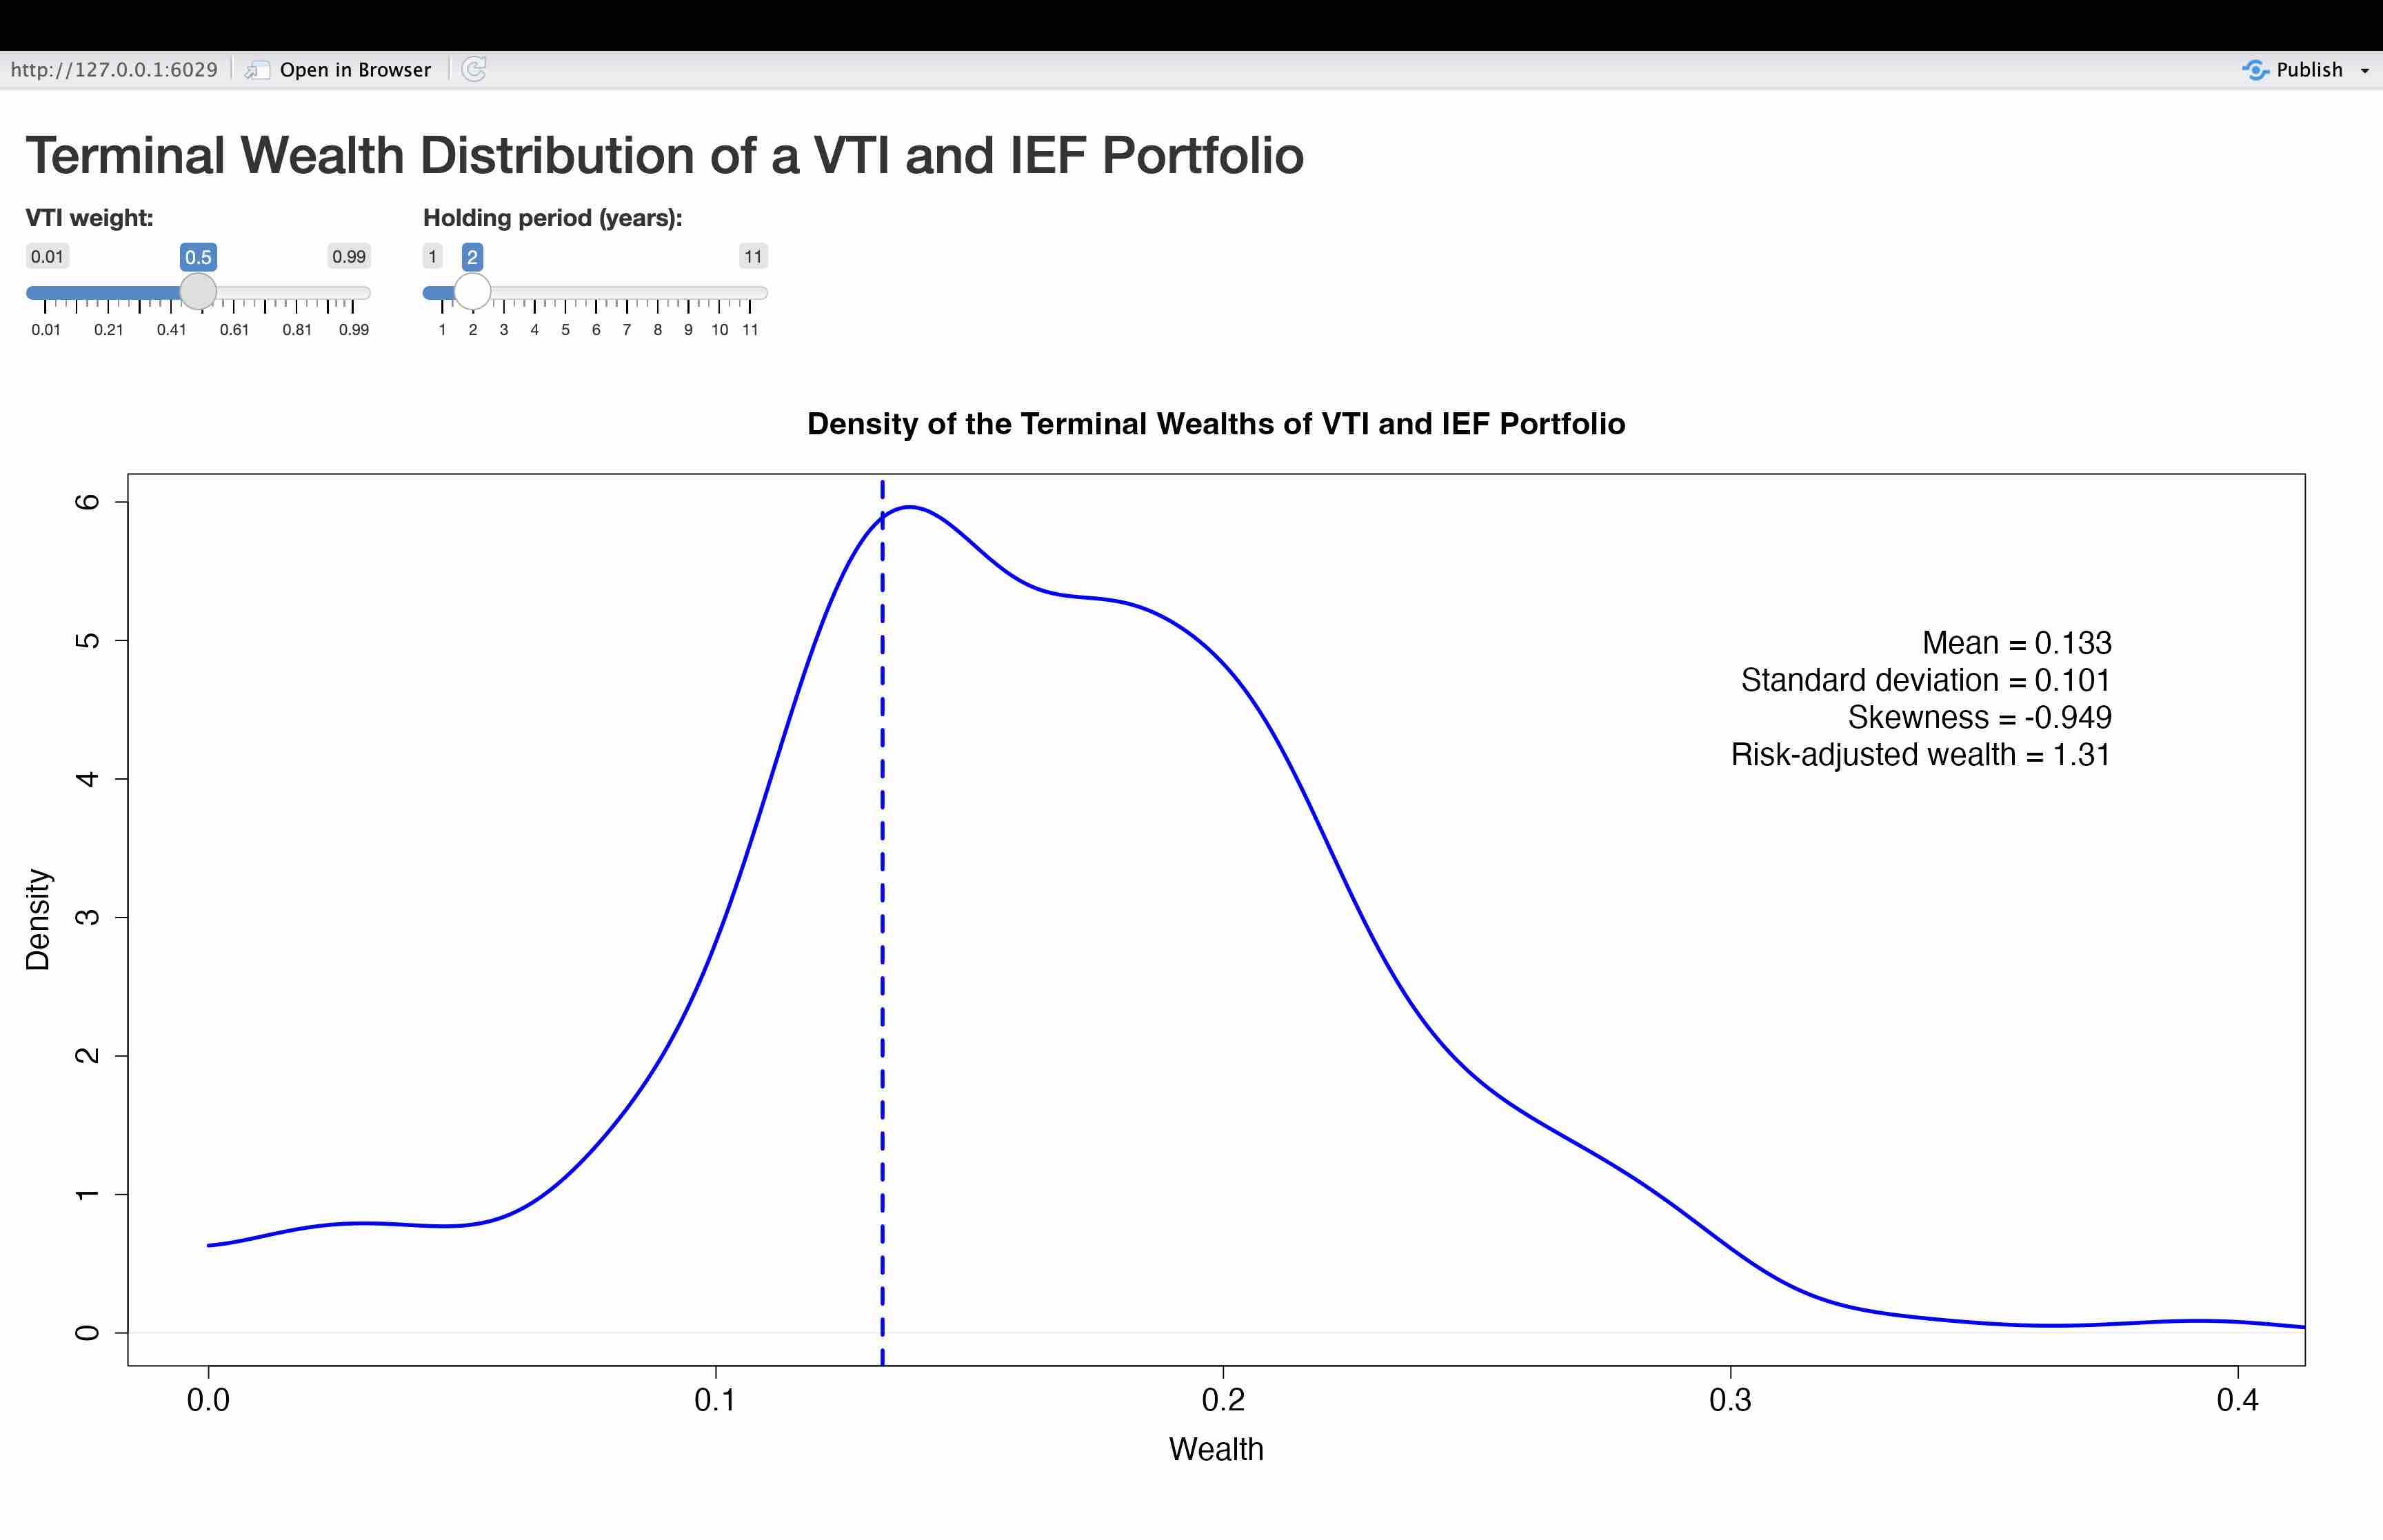 http://127.0.0.1:6029 Open in Browser Publish
Terminal Wealth Distribution of a VTI and IEF Portfolio
VTI weight: Holding period (years):
0.01 0.5 0.99 1 2 11
0.01 0.21 0.41 0.61 0.81 0.99 1 2 3 4 5 6 7 8 9 10 11
Density of the Terminal Wealths of VTI and IEF Portfolio
6
5
4
3
2
1
0
Density
Mean = 0.133
Standard deviation = 0.101
Skewness = -0.949
Risk-adjusted wealth = 1.31
0.0 0.1 0.2 0.3 0.4
Wealth